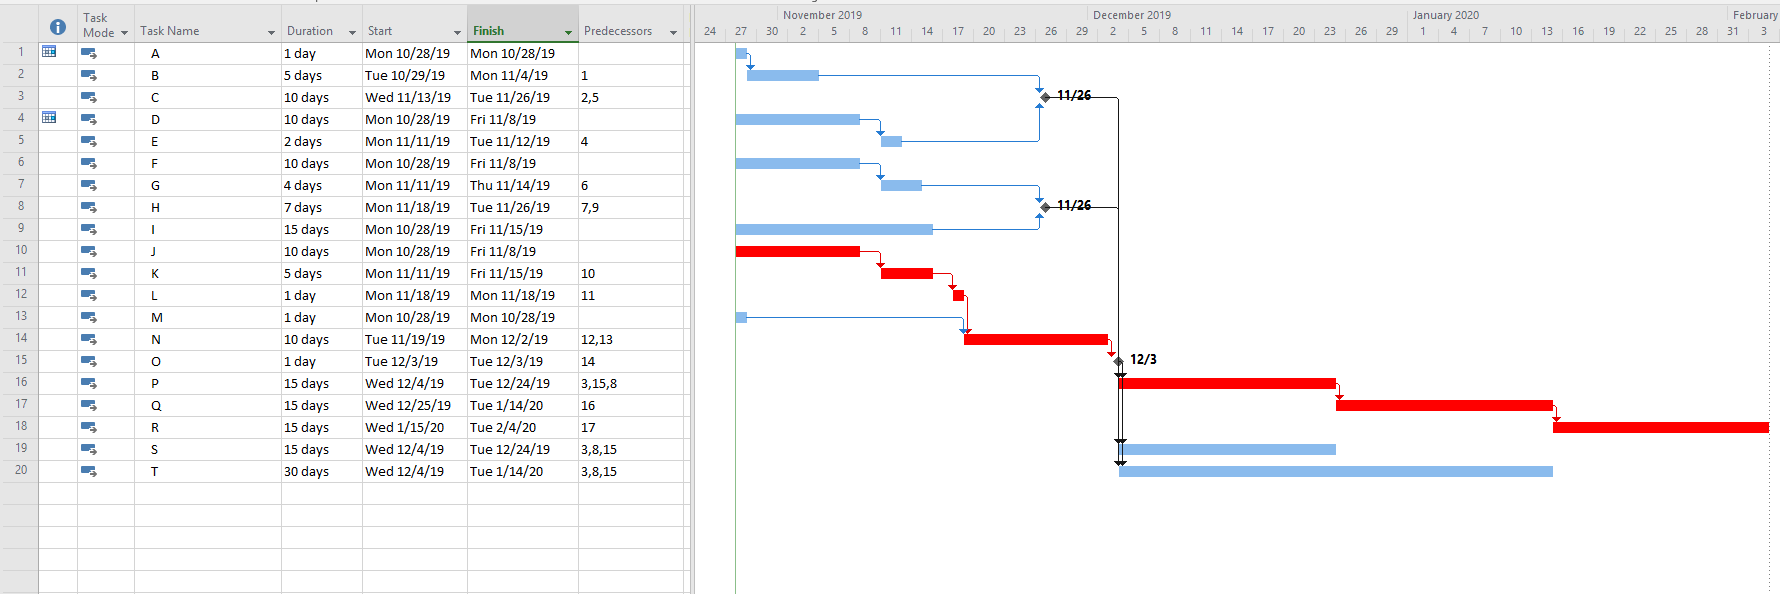 November 2019 December 2019 January 2020 February
Task Mode Task Name Duration Start Finish Predecessors 24 27 30 2 5 8 11 14 17 20 23 26 29 2 5 8 11 14 17 20 23 26 29 1 4 7 10 13 16 19 22 25 28 31 3
1 A 1 day Mon 10/28/19 Mon 10/28/19
2 B 5 days Tue 10/29/19 Mon 11/4/19 1
3 C 10 days Wed 11/13/19 Tue 11/26/19 2,5 11/26
4 D 10 days Mon 10/28/19 Fri 11/8/19
5 E 2 days Mon 11/11/19 Tue 11/12/19 4
6 F 10 days Mon 10/28/19 Fri 11/8/19
7 G 4 days Mon 11/11/19 Thu 11/14/19 6
8 H 7 days Mon 11/18/19 Tue 11/26/19 7,9 11/26
9 I 15 days Mon 10/28/19 Fri 11/15/19
10 J 10 days Mon 10/28/19 Fri 11/8/19
11 K 5 days Mon 11/11/19 Fri 11/15/19 10
12 L 1 day Mon 11/18/19 Mon 11/18/19 11
13 M 1 day Mon 10/28/19 Mon 10/28/19
14 N 10 days Tue 11/19/19 Mon 12/2/19 12,13
15 O 1 day Tue 12/3/19 Tue 12/3/19 14 12/3
16 P 15 days Wed 12/4/19 Tue 12/24/19 3,15,8
17 Q 15 days Wed 12/25/19 Tue 1/14/20 16
18 R 15 days Wed 1/15/20 Tue 2/4/20 17
19 S 15 days Wed 12/4/19 Tue 12/24/19 3,8,15
20 T 30 days Wed 12/4/19 Tue 1/14/20 3,8,15